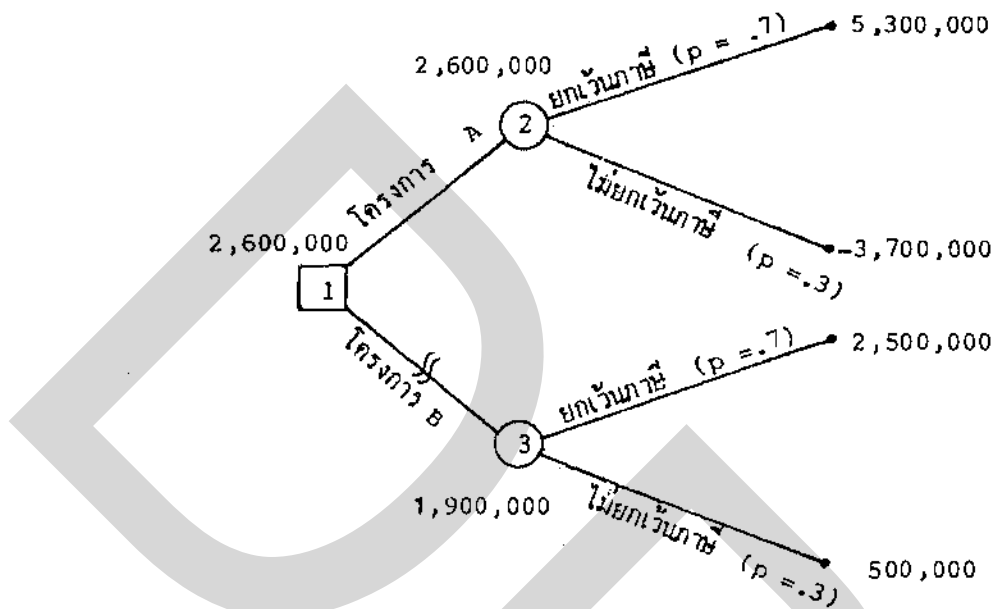 5,300,000
ยกเว้นภาษี (p = .7)
2,600,000
2
โครงการ A
ไม่ยกเว้นภาษี (p =.3)
-3,700,000
2,600,000
1
โครงการ B
ยกเว้นภาษี (p =.7)
2,500,000
3
1,900,000
ไม่ยกเว้นภาษี (p =.3)
500,000